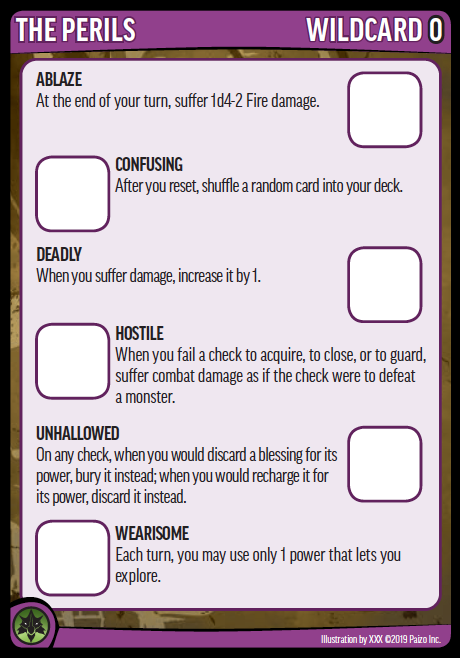 THE PERILS
WILDCARD 0
ABLAZE
At the end of your turn, suffer 1d4-2 Fire damage.
CONFUSING
After you reset, shuffle a random card into your deck.
DEADLY
When you suffer damage, increase it by 1.
HOSTILE
When you fail a check to acquire, to close, or to guard,
suffer combat damage as if the check were to defeat
a monster.
UNHALLOWED
On any check, when you would discard a blessing for its
power, bury it instead; when you would recharge it for
its power, discard it instead.
WEARISOME
Each turn, you may use only 1 power that lets you
explore.
Illustration by XXX ©2019 Paizo Inc.